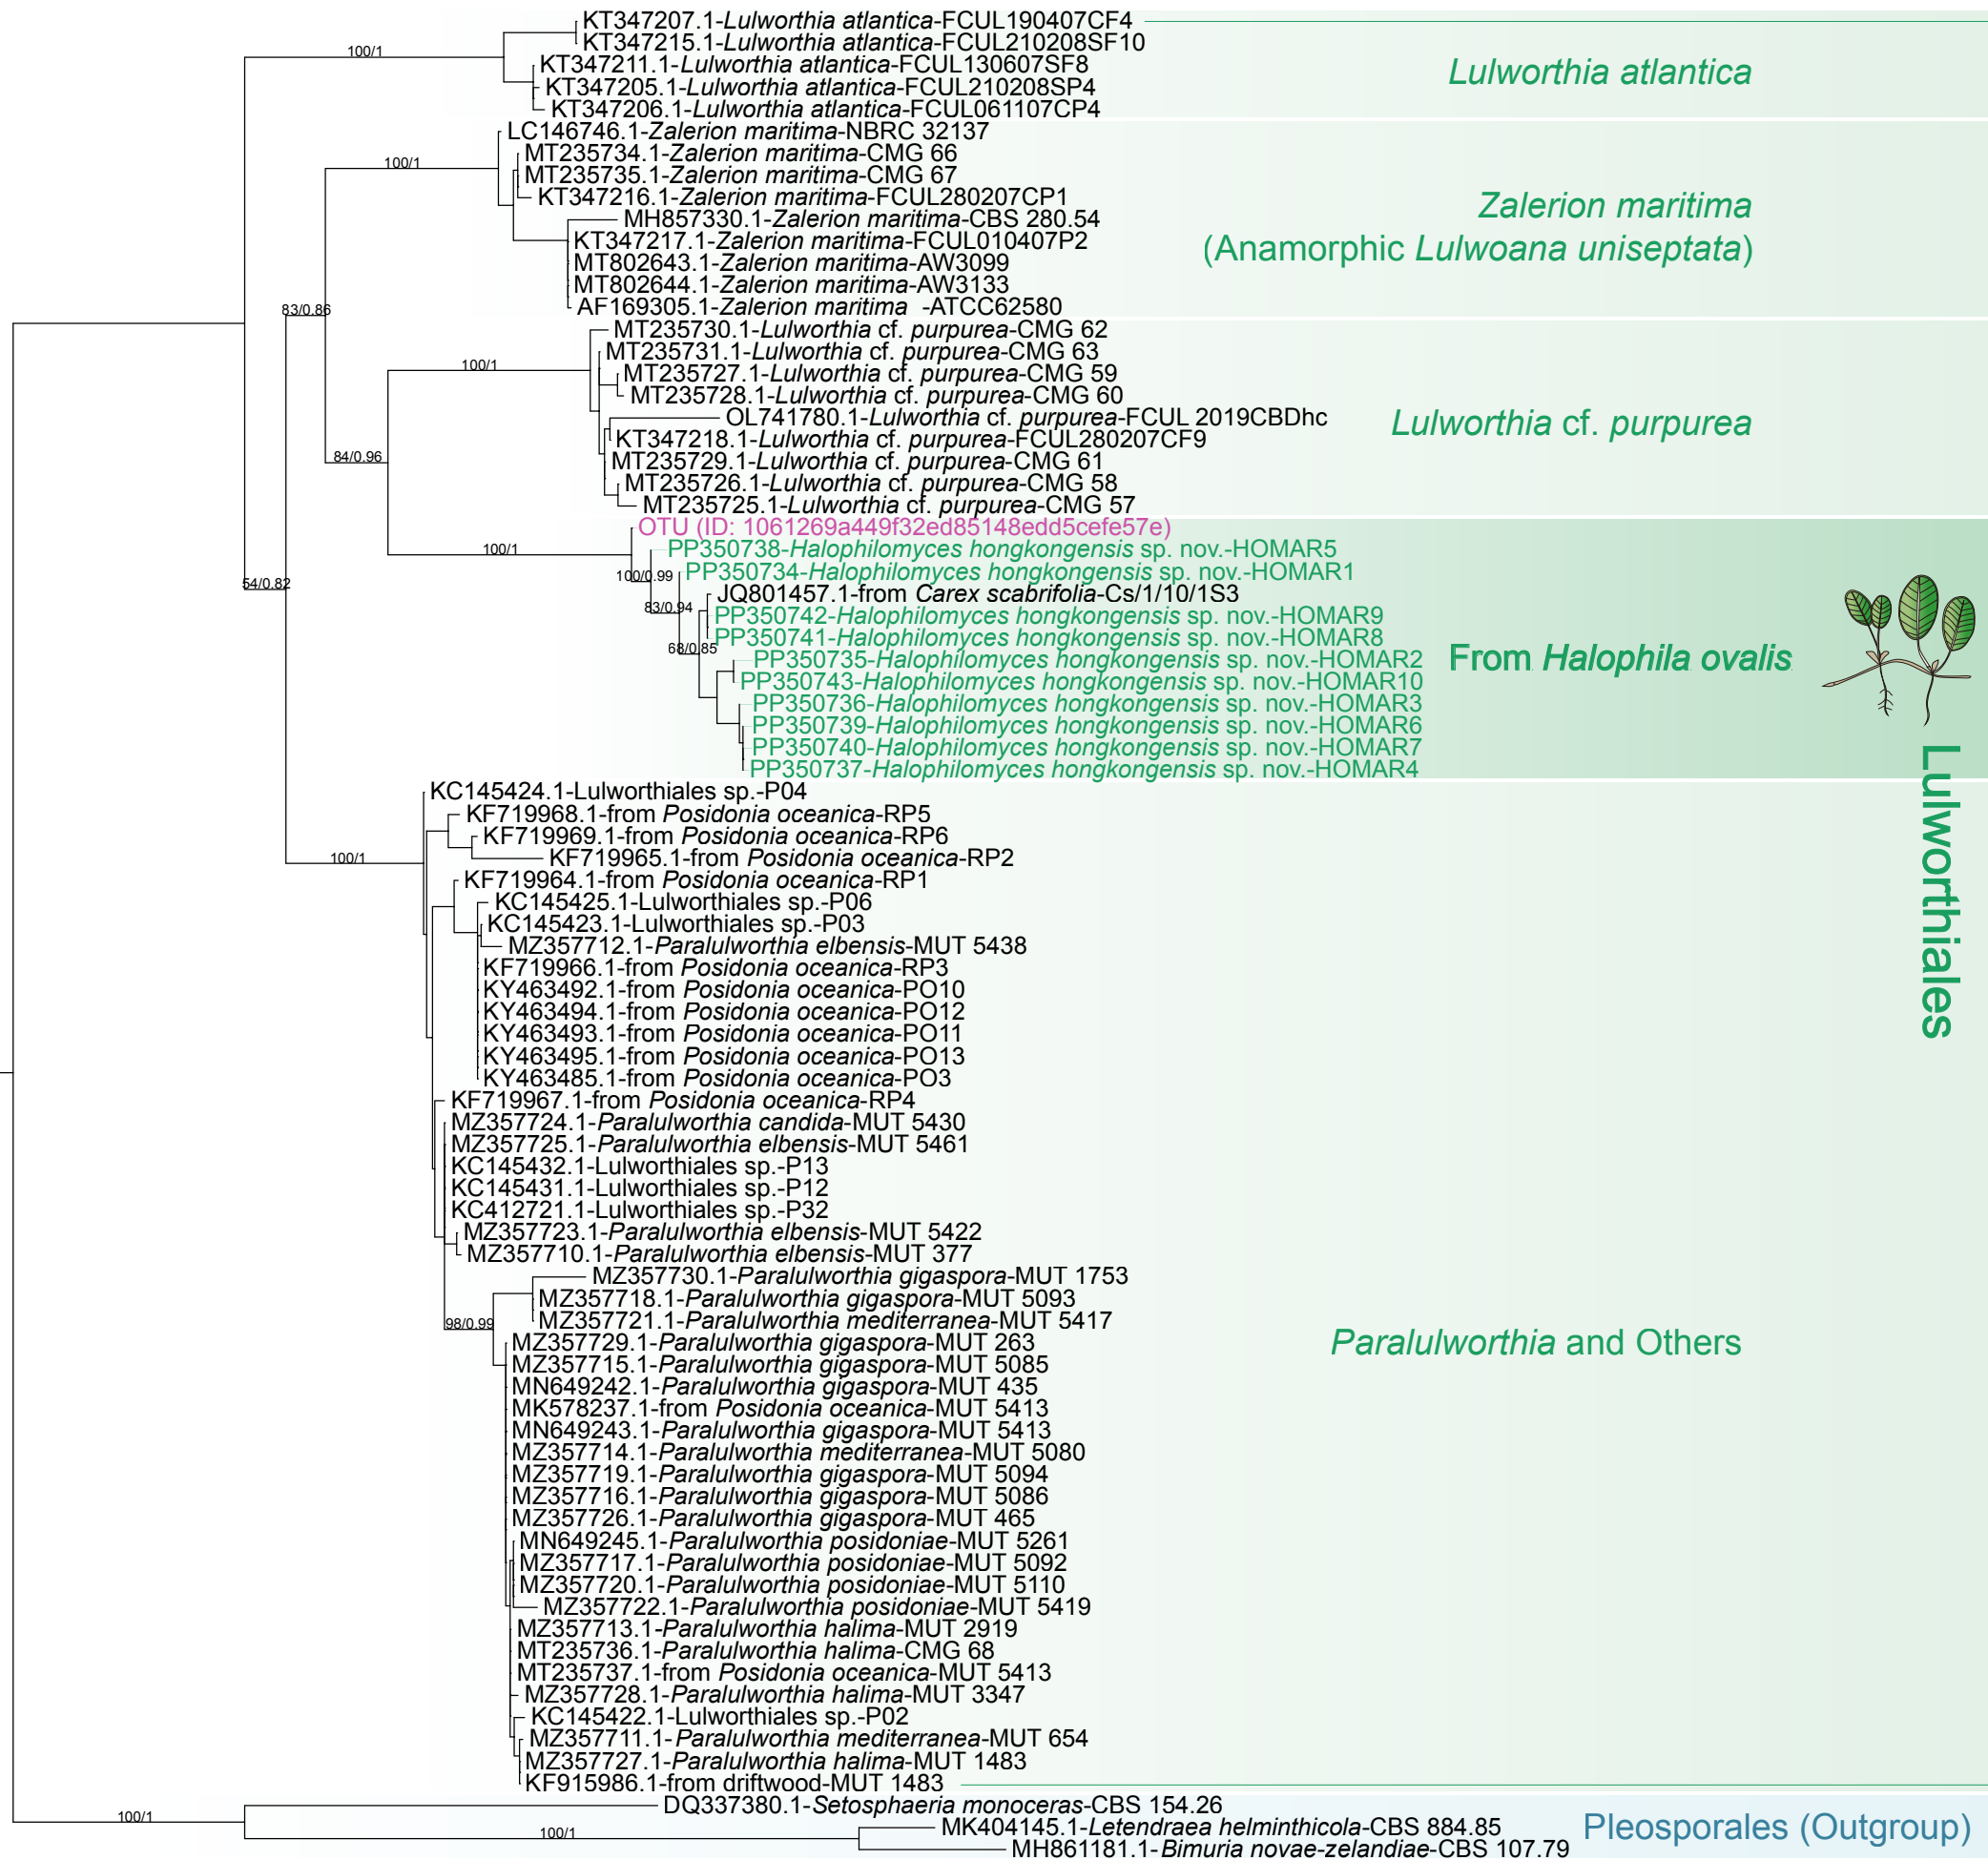 KT347207.1-Lulworthia atlantica-FCUL190407CF4
KT347215.1-Lulworthia atlantica-FCUL210208SF10
100/1
KT347211.1-Lulworthia atlantica-FCUL130607SF8
Lulworthia atlantica
KT347205.1-Lulworthia atlantica-FCUL210208SP4
KT347206.1-Lulworthia atlantica-FCUL061107CP4
LC146746.1-Zalerion maritima-NBRC 32137
MT235734.1-Zalerion maritima-CMG 66
100/1
MT235735.1-Zalerion maritima-CMG 67
KT347216.1-Zalerion maritima-FCUL280207CP1
Zalerion maritima
(Anamorphic Lulwoana uniseptata)
MH857330.1-Zalerion maritima-CBS 280.54
KT347217.1-Zalerion maritima-FCUL010407P2
MT802643.1-Zalerion maritima-AW3099
MT802644.1-Zalerion maritima-AW3133
AF169305.1-Zalerion maritima -ATCC62580
83/0.86
MT235730.1-Lulworthia cf. purpurea-CMG 62
MT235731.1-Lulworthia cf. purpurea-CMG 63
100/1
MT235727.1-Lulworthia cf. purpurea-CMG 59
MT235728.1-Lulworthia cf. purpurea-CMG 60
OL741780.1-Lulworthia cf. purpurea-FCUL 2019CBDhc
Lulworthia cf. purpurea
KT347218.1-Lulworthia cf. purpurea-FCUL280207CF9
84/0.96
MT235729.1-Lulworthia cf. purpurea-CMG 61
MT235726.1-Lulworthia cf. purpurea-CMG 58
MT235725.1-Lulworthia cf. purpurea-CMG 57
OTU (ID: 1061269a449f32ed85148edd5cefe57e)
100/1
PP350738-Halophilomyces hongkongensis sp. nov.-HOMAR5
100/0.99
PP350734-Halophilomyces hongkongensis sp. nov.-HOMAR1
54/0.82
JQ801457.1-from Carex scabrifolia-Cs/1/10/1S3
83/0.94
PP350742-Halophilomyces hongkongensis sp. nov.-HOMAR9
PP350741-Halophilomyces hongkongensis sp. nov.-HOMAR8
68/0.85
PP350735-Halophilomyces hongkongensis sp. nov.-HOMAR2
From Halophila ovalis
PP350743-Halophilomyces hongkongensis sp. nov.-HOMAR10
PP350736-Halophilomyces hongkongensis sp. nov.-HOMAR3
PP350739-Halophilomyces hongkongensis sp. nov.-HOMAR6
PP350740-Halophilomyces hongkongensis sp. nov.-HOMAR7
PP350737-Halophilomyces hongkongensis sp. nov.-HOMAR4
Lulworthiales
KC145424.1-Lulworthiales sp.-P04
KF719968.1-from Posidonia oceanica-RP5
KF719969.1-from Posidonia oceanica-RP6
100/1
KF719965.1-from Posidonia oceanica-RP2
KF719964.1-from Posidonia oceanica-RP1
KC145425.1-Lulworthiales sp.-P06
KC145423.1-Lulworthiales sp.-P03
MZ357712.1-Paralulworthia elbensis-MUT 5438
KF719966.1-from Posidonia oceanica-RP3
KY463492.1-from Posidonia oceanica-PO10
KY463494.1-from Posidonia oceanica-PO12
KY463493.1-from Posidonia oceanica-PO11
KY463495.1-from Posidonia oceanica-PO13
KY463485.1-from Posidonia oceanica-PO3
KF719967.1-from Posidonia oceanica-RP4
MZ357724.1-Paralulworthia candida-MUT 5430
MZ357725.1-Paralulworthia elbensis-MUT 5461
KC145432.1-Lulworthiales sp.-P13
KC145431.1-Lulworthiales sp.-P12
KC412721.1-Lulworthiales sp.-P32
MZ357723.1-Paralulworthia elbensis-MUT 5422
MZ357710.1-Paralulworthia elbensis-MUT 377
MZ357730.1-Paralulworthia gigaspora-MUT 1753
MZ357718.1-Paralulworthia gigaspora-MUT 5093
98/0.99
MZ357721.1-Paralulworthia mediterranea-MUT 5417
MZ357729.1-Paralulworthia gigaspora-MUT 263
Paralulworthia and Others
MZ357715.1-Paralulworthia gigaspora-MUT 5085
MN649242.1-Paralulworthia gigaspora-MUT 435
MK578237.1-from Posidonia oceanica-MUT 5413
MN649243.1-Paralulworthia gigaspora-MUT 5413
MZ357714.1-Paralulworthia mediterranea-MUT 5080
MZ357719.1-Paralulworthia gigaspora-MUT 5094
MZ357716.1-Paralulworthia gigaspora-MUT 5086
MZ357726.1-Paralulworthia gigaspora-MUT 465
MN649245.1-Paralulworthia posidoniae-MUT 5261
MZ357717.1-Paralulworthia posidoniae-MUT 5092
MZ357720.1-Paralulworthia posidoniae-MUT 5110
MZ357722.1-Paralulworthia posidoniae-MUT 5419
MZ357713.1-Paralulworthia halima-MUT 2919
MT235736.1-Paralulworthia halima-CMG 68
MT235737.1-from Posidonia oceanica-MUT 5413
MZ357728.1-Paralulworthia halima-MUT 3347
KC145422.1-Lulworthiales sp.-P02
MZ357711.1-Paralulworthia mediterranea-MUT 654
MZ357727.1-Paralulworthia halima-MUT 1483
KF915986.1-from driftwood-MUT 1483
DQ337380.1-Setosphaeria monoceras-CBS 154.26
100/1
MK404145.1-Letendraea helminthicola-CBS 884.85
Pleosporales (Outgroup)
100/1
MH861181.1-Bimuria novae-zelandiae-CBS 107.79